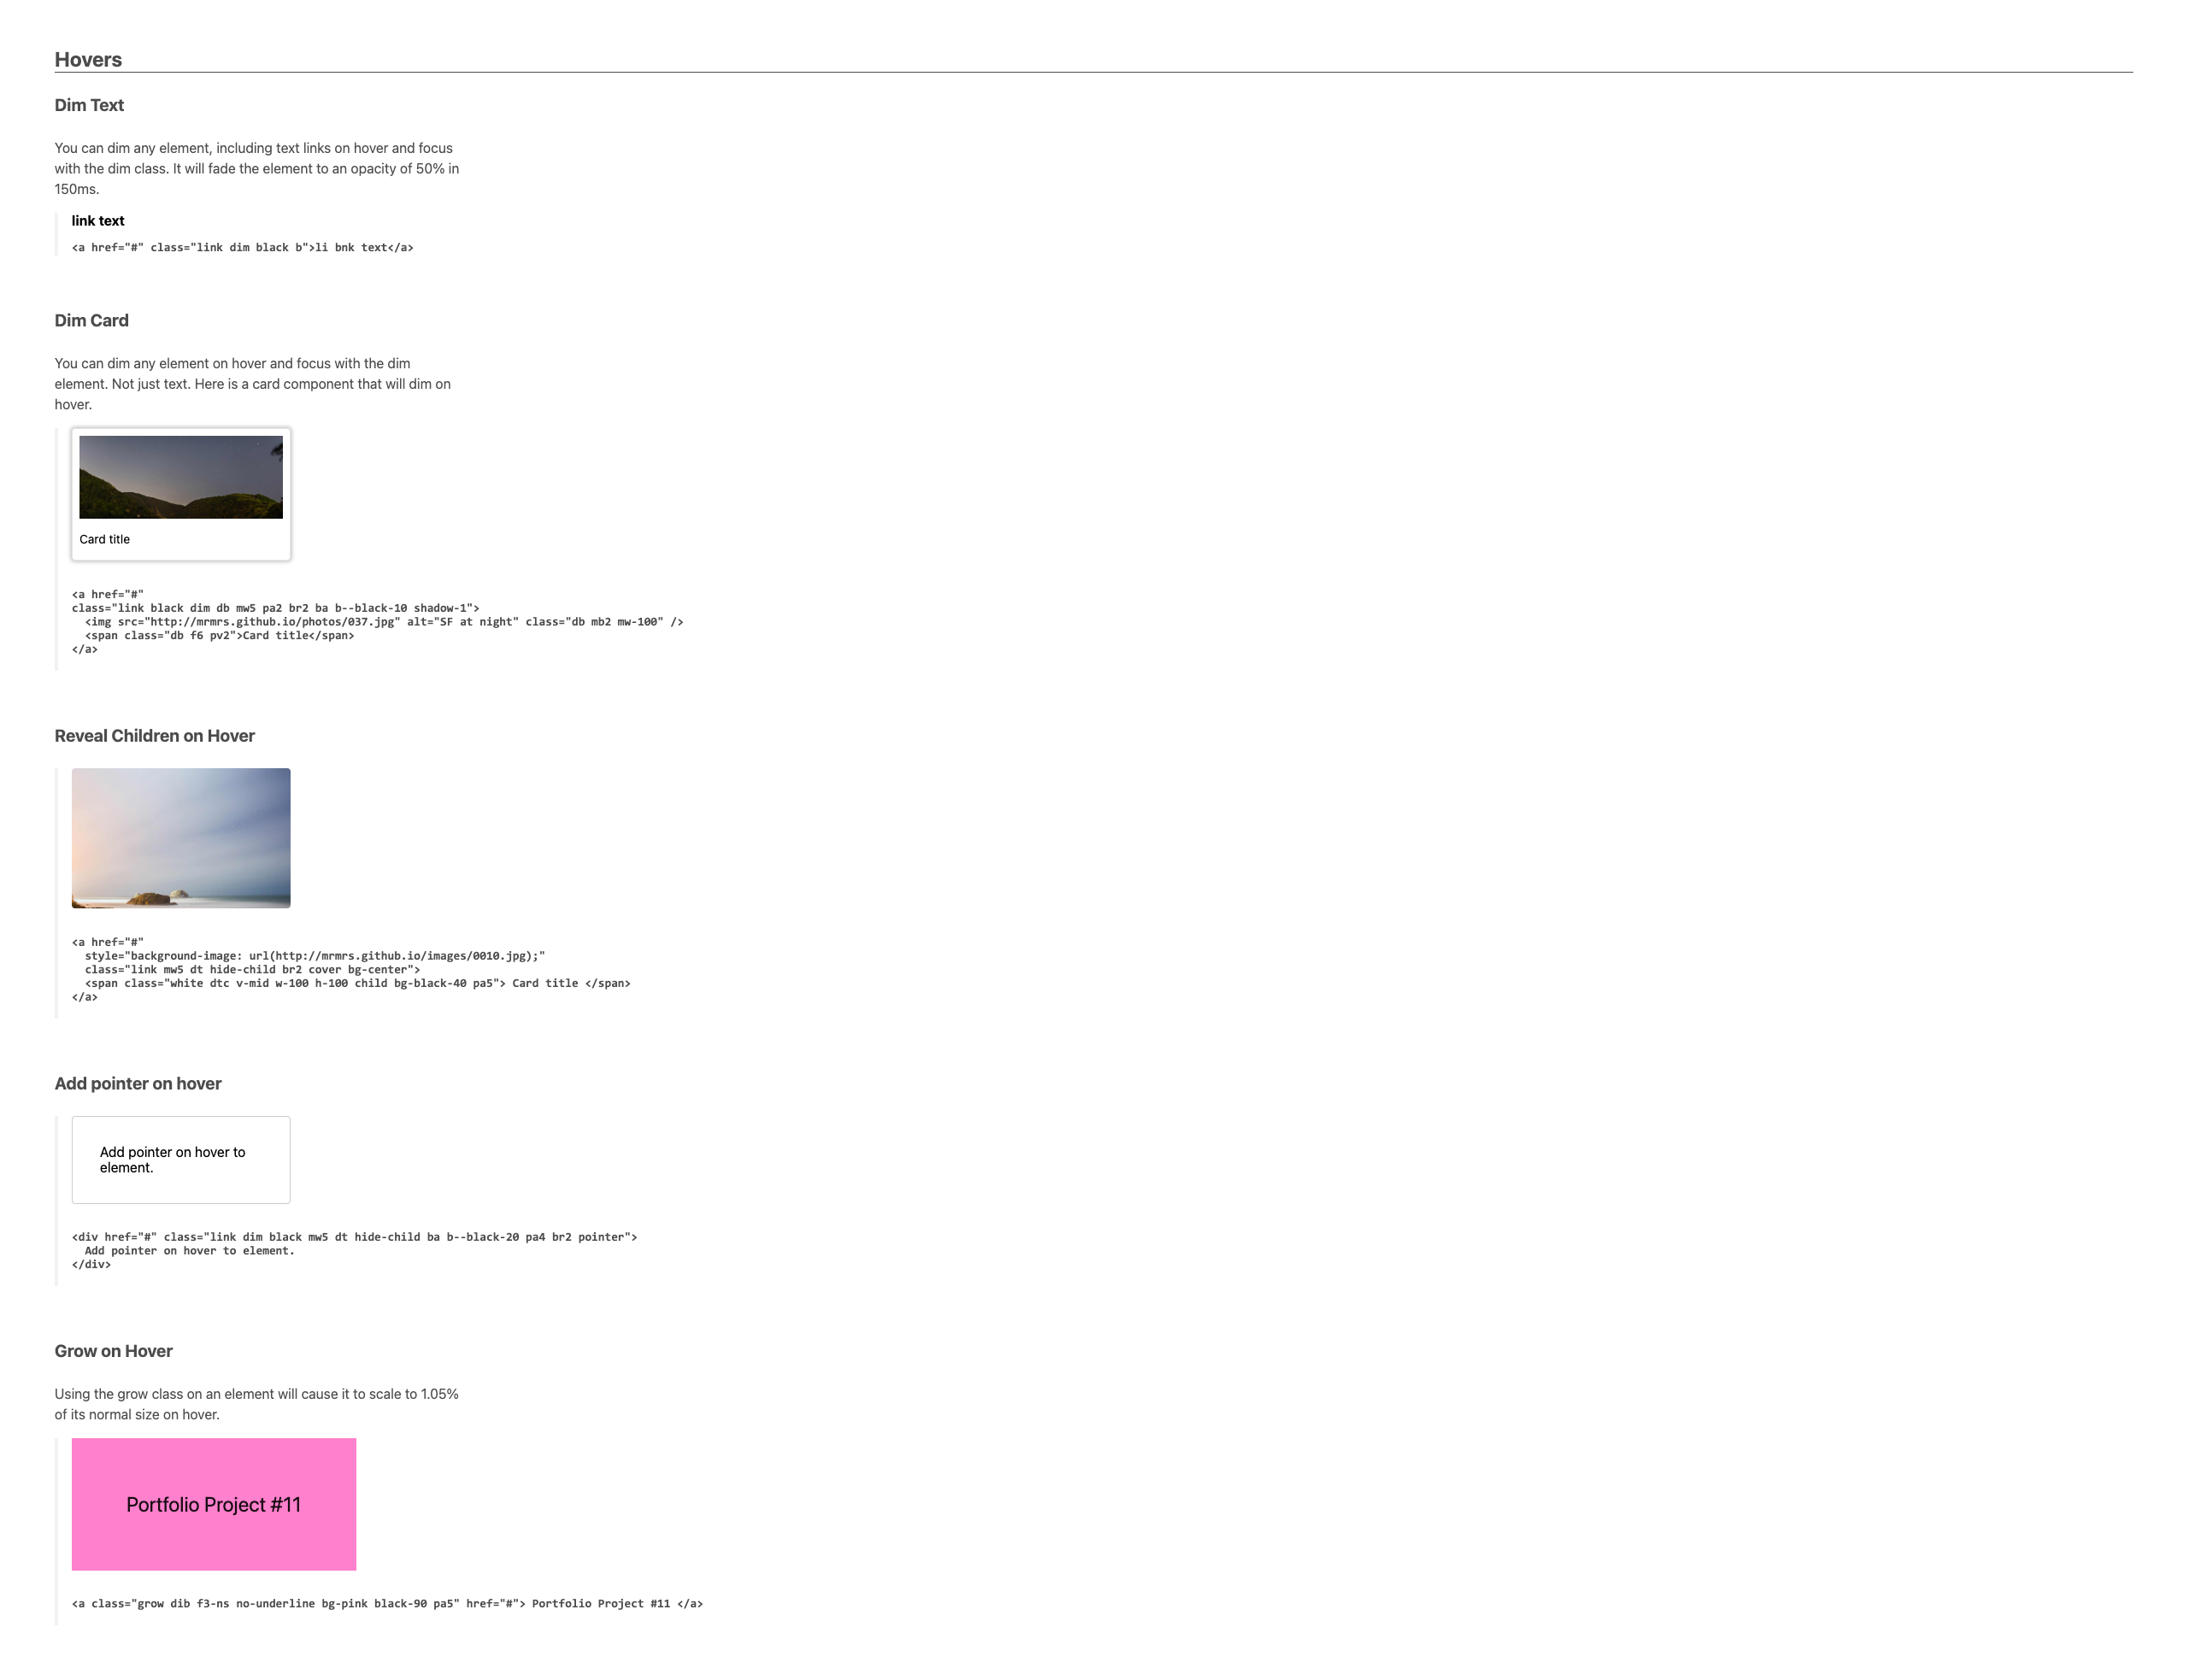 Hovers
Dim Text
You can dim any element, including text links on hover and focus
with the dim class. It will fade the element to an opacity of 50% in
150ms.
link text
<a href="#" class="link dim black b">li bnk text</a>
Dim Card
You can dim any element on hover and focus with the dim
element. Not just text. Here is a card component that will dim on
hover.
Card title
<a href="#"
class="link black dim db mw5 pa2 br2 ba b--black-10 shadow-1">
  <img src="http://mrmrs.github.io/photos/037.jpg" alt="SF at night" class="db mb2 mw-100" />
  <span class="db f6 pv2">Card title</span>
</a>
Reveal Children on Hover
<a href="#"
  style="background-image: url(http://mrmrs.github.io/images/0010.jpg);"
  class="link mw5 dt hide-child br2 cover bg-center">
  <span class="white dtc v-mid w-100 h-100 child bg-black-40 pa5"> Card title </span>
</a>
Add pointer on hover
Add pointer on hover to
element.
<div href="#" class="link dim black mw5 dt hide-child ba b--black-20 pa4 br2 pointer">
  Add pointer on hover to element.
</div>
Grow on Hover
Using the grow class on an element will cause it to scale to 1.05%
of its normal size on hover.
Portfolio Project #11
<a class="grow dib f3-ns no-underline bg-pink black-90 pa5" href="#"> Portfolio Project #11 </a>